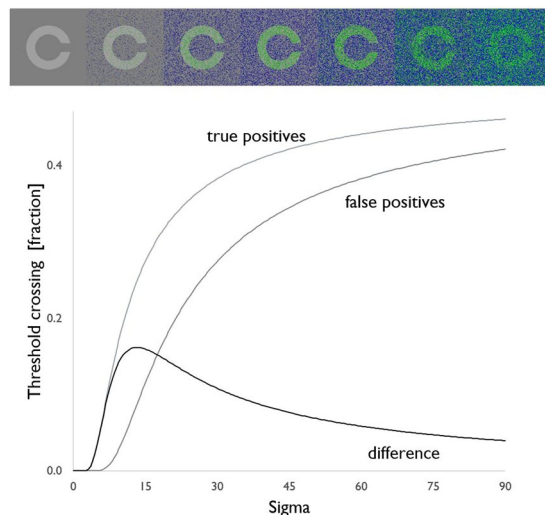 true positives
false positives
difference
Threshold crossing [fraction]
0.4
0.2
0.0
0 15 30 45 60 75 90
Sigma